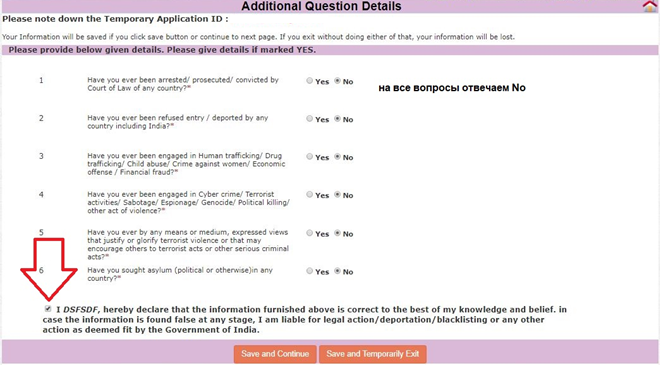 Additional Question Details
Please note down the Temporary Application ID :
Your Information will be saved if you click save button or continue to next page. If you exit without doing either of that, your information will be lost.
Please provide below given details. Please give details if marked YES.
1 Have you ever been arrested/ prosecuted/ convicted by Yes No
Court of Law of any country?*
на все вопросы отвечаем No
2 Have you ever been refused entry / deported by any Yes No
country including India?*
3 Have you ever been engaged in Human trafficking/ Drug Yes No
trafficking/ Child abuse/ Crime against women/ Economic
offense / Financial fraud?*
4 Have you ever been engaged in Cyber crime/ Terrorist Yes No
activities/ Sabotage/ Espionage/ Genocide/ Political killing/
other act of violence?*
5 Have you ever by any means or medium, expressed views Yes No
that justify or glorify terrorist violence or that may
encourage others to terrorist acts or other serious criminal
acts?*
6 Have you sought asylum (political or otherwise)in any Yes No
country?*
I DSFSDF, hereby declare that the information furnished above is correct to the best of my knowledge and belief. in
case the information is found false at any stage, I am liable for legal action/deportation/blacklisting or any other
action as deemed fit by the Government of India.
Save and Continue Save and Temporarily Exit